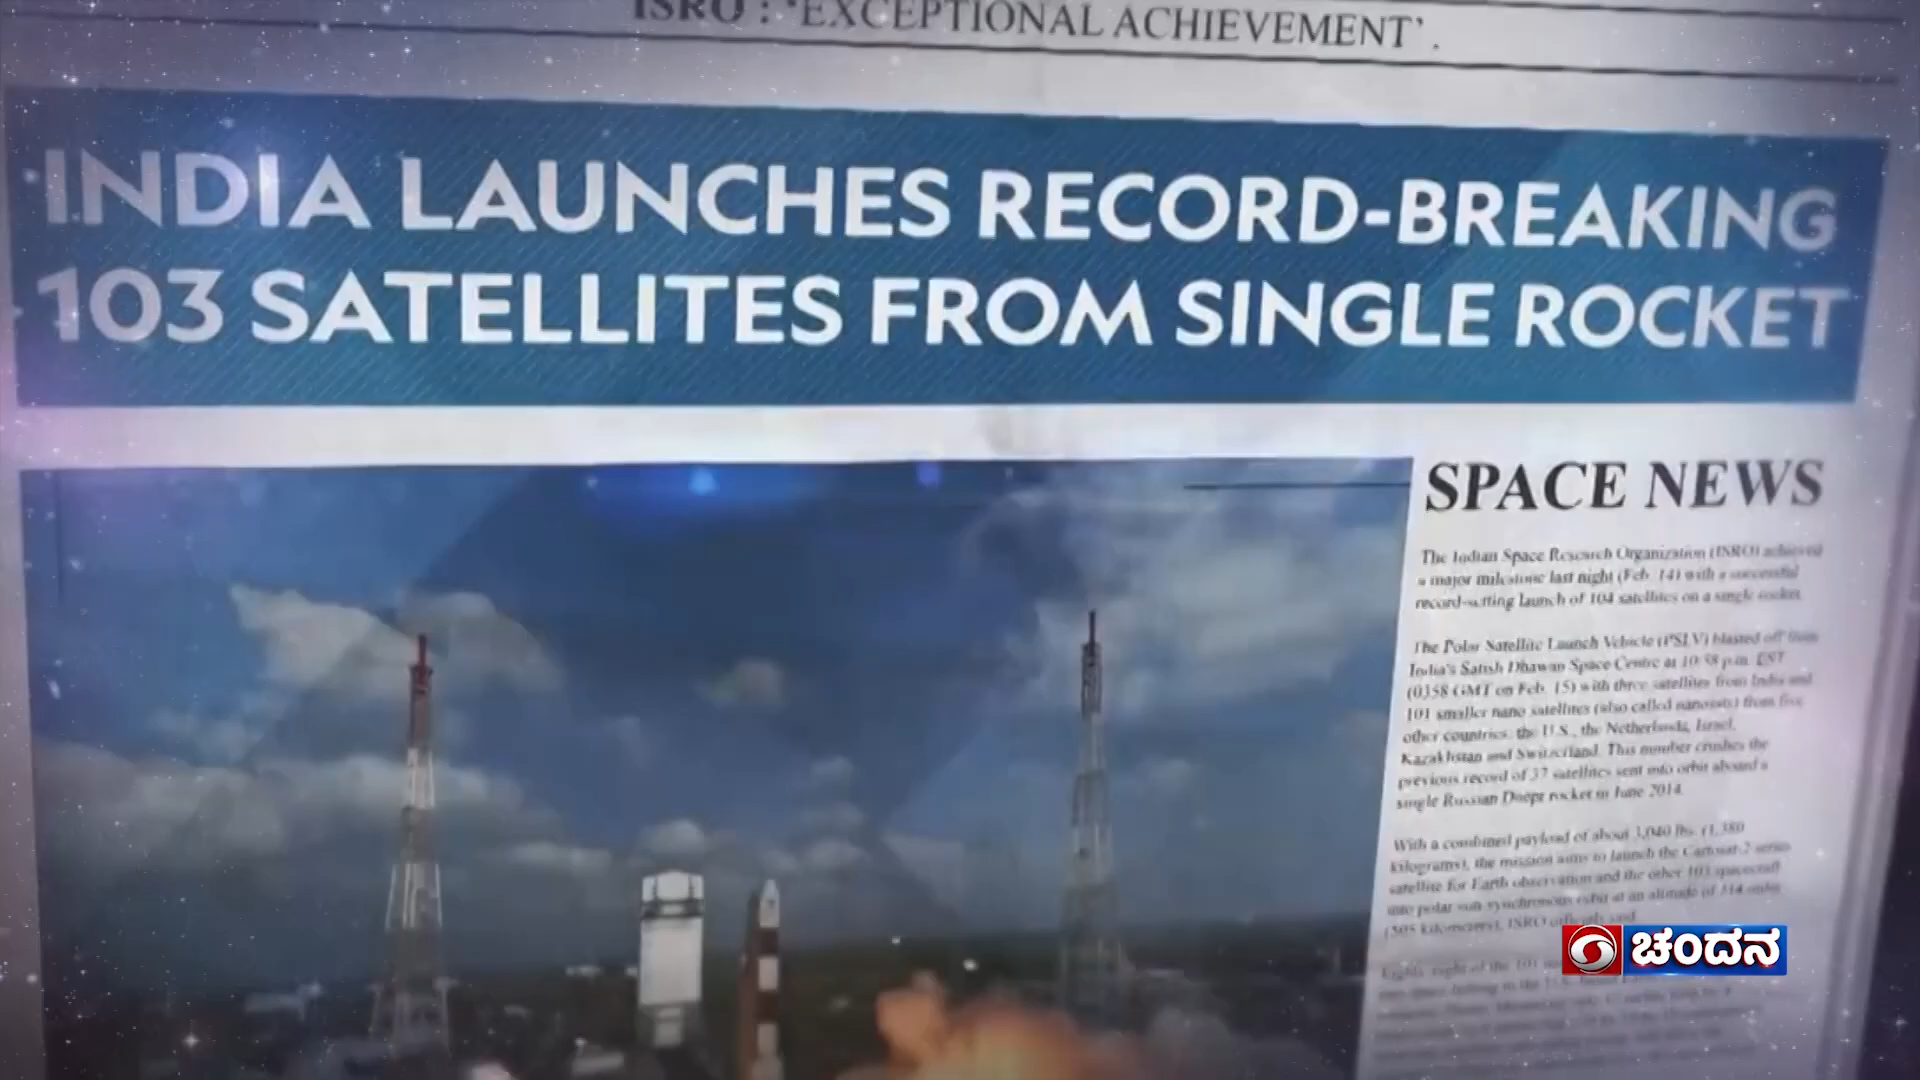 ISRO : 'EXCEPTIONAL ACHIEVEMENT'.
INDIA LAUNCHES RECORD-BREAKING
103 SATELLITES FROM SINGLE ROCKET
SPACE NEWS
The Indian Space Research Organization (ISRO) achieved
a major milestone last night (Feb. 14) with a successful
record-setting launch of 104 satellites on a single rocket.
The Polar Satellite Launch Vehicle (PSLV) blasted off from
India's Satish Dhawan Space Centre at 10:58 p.m. EST
(0358 GMT on Feb. 15) with three satellites from India and
101 smaller nano satellites (also called nanosats) from five
other countries: the U.S., the Netherlands, Israel,
Kazakhstan and Switzerland. This number crushes the
previous record of 37 satellites sent into orbit aboard a
single Russian Dnepr rocket in June 2014.
With a combined payload of about 3,040 lbs. (1,380
kilograms), the mission aims to launch the Cartosat-2 series
satellite for Earth observation and the other 103 spacecraft
into polar sun synchronous orbit at an altitude of 314 miles
(505 kilometers), ISRO officials said.
ಚಂದನ